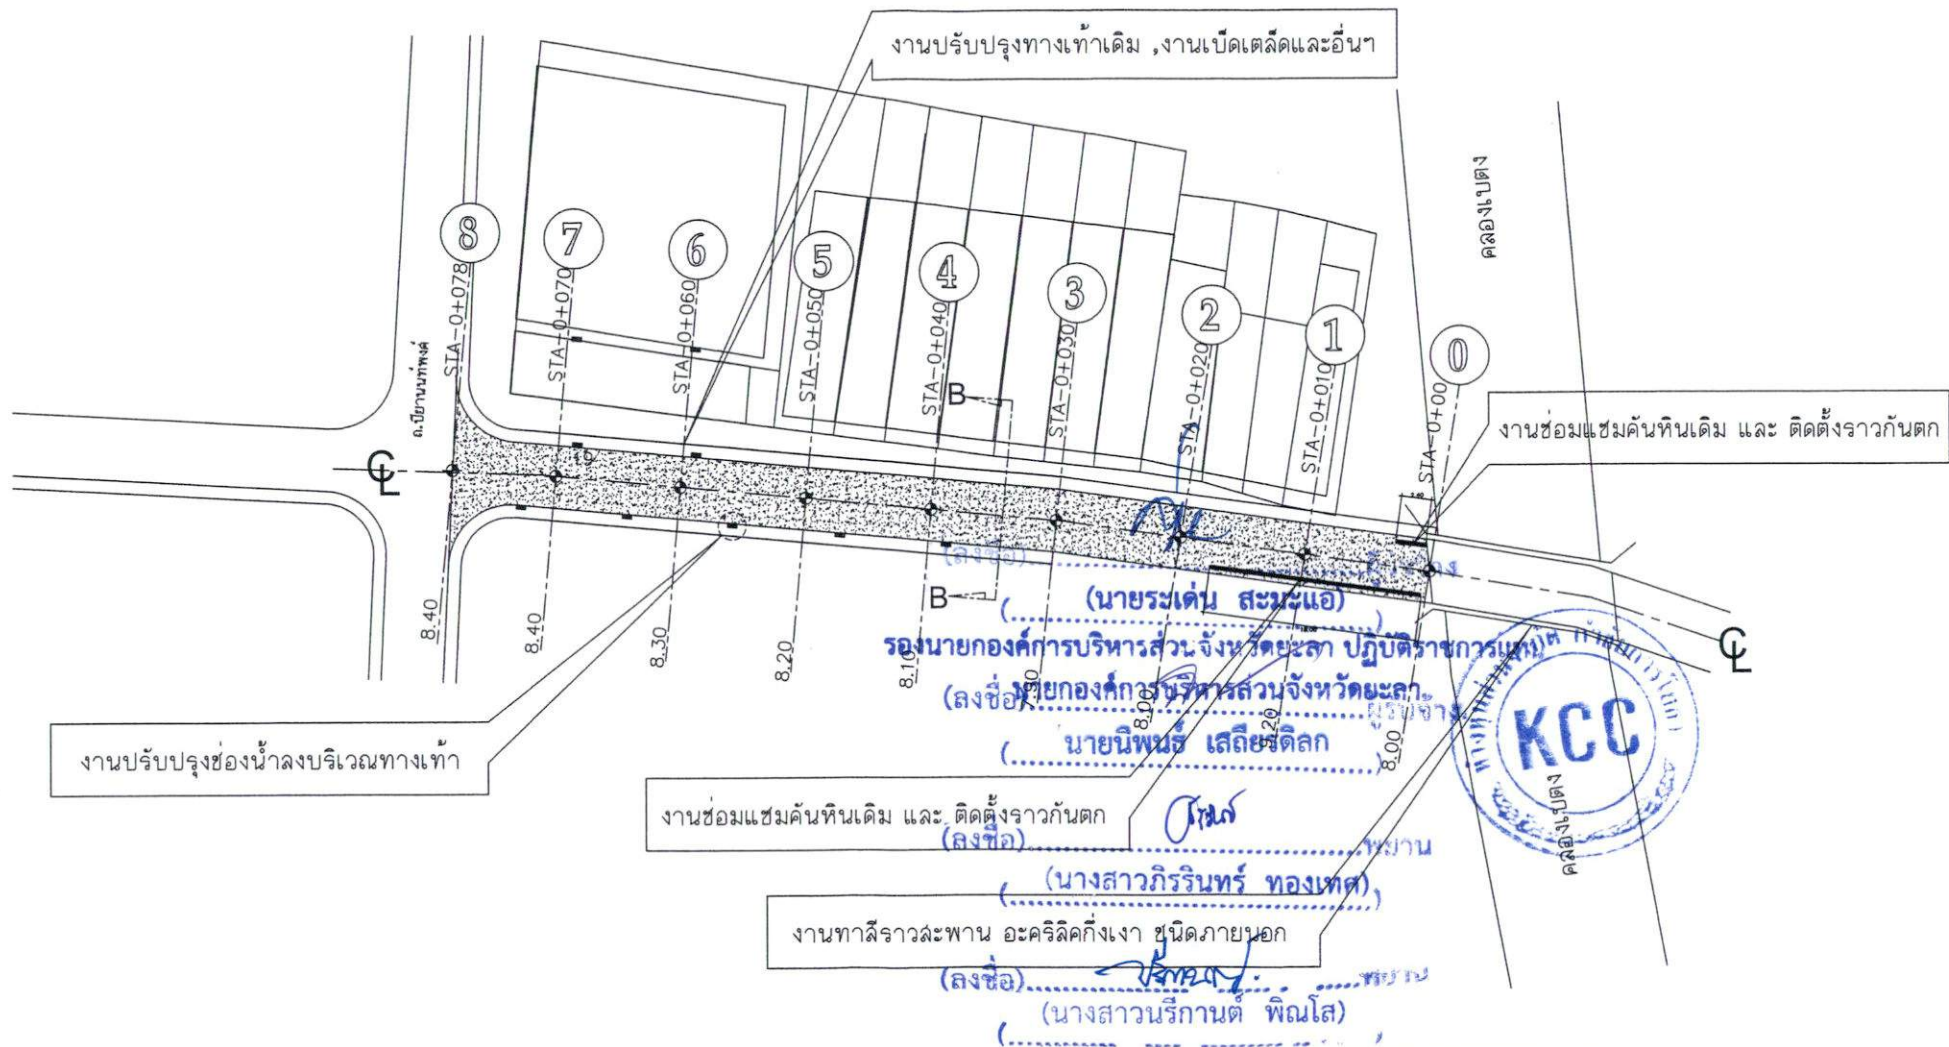 งานปรับปรุงทางเท้าเดิม ,งานเบ็ดเตล็ดและอื่นๆ
คลองเบตง
8
7
6
5
4
3
2
1
0
STA-0+078
STA-0+070
STA-0+060
STA-0+050
STA-0+040
STA-0+030
STA-0+020
STA-0+010
STA-0+00
ถ.ปิยานนท์พงศ์
B
B
งานซ่อมแซมคันหินเดิม และ ติดตั้งราวกันตก
℄
℄
8.40
8.40
8.30
8.20
8.10
8.00
8.00
(ลงชื่อ)
(นายระเด่น สะมะแอ)
รองนายกองค์การบริหารส่วนจังหวัดยะลา ปฏิบัติราชการแทน
นายกองค์การบริหารส่วนจังหวัดยะลา
(ลงชื่อ) ผู้รับจ้าง
นายนิพนธ์ เสถียรดิลก
KCC
คลองเบตง
งานปรับปรุงช่องน้ำลงบริเวณทางเท้า
งานซ่อมแซมคันหินเดิม และ ติดตั้งราวกันตก
(ลงชื่อ) พยาน
(นางสาวภิรรินทร์ ทองเทศ)
งานทาสีราวสะพาน อะคริลิคกึ่งเงา ชนิดภายนอก
(ลงชื่อ) พยาน
(นางสาวนรีกานต์ พิณโส)